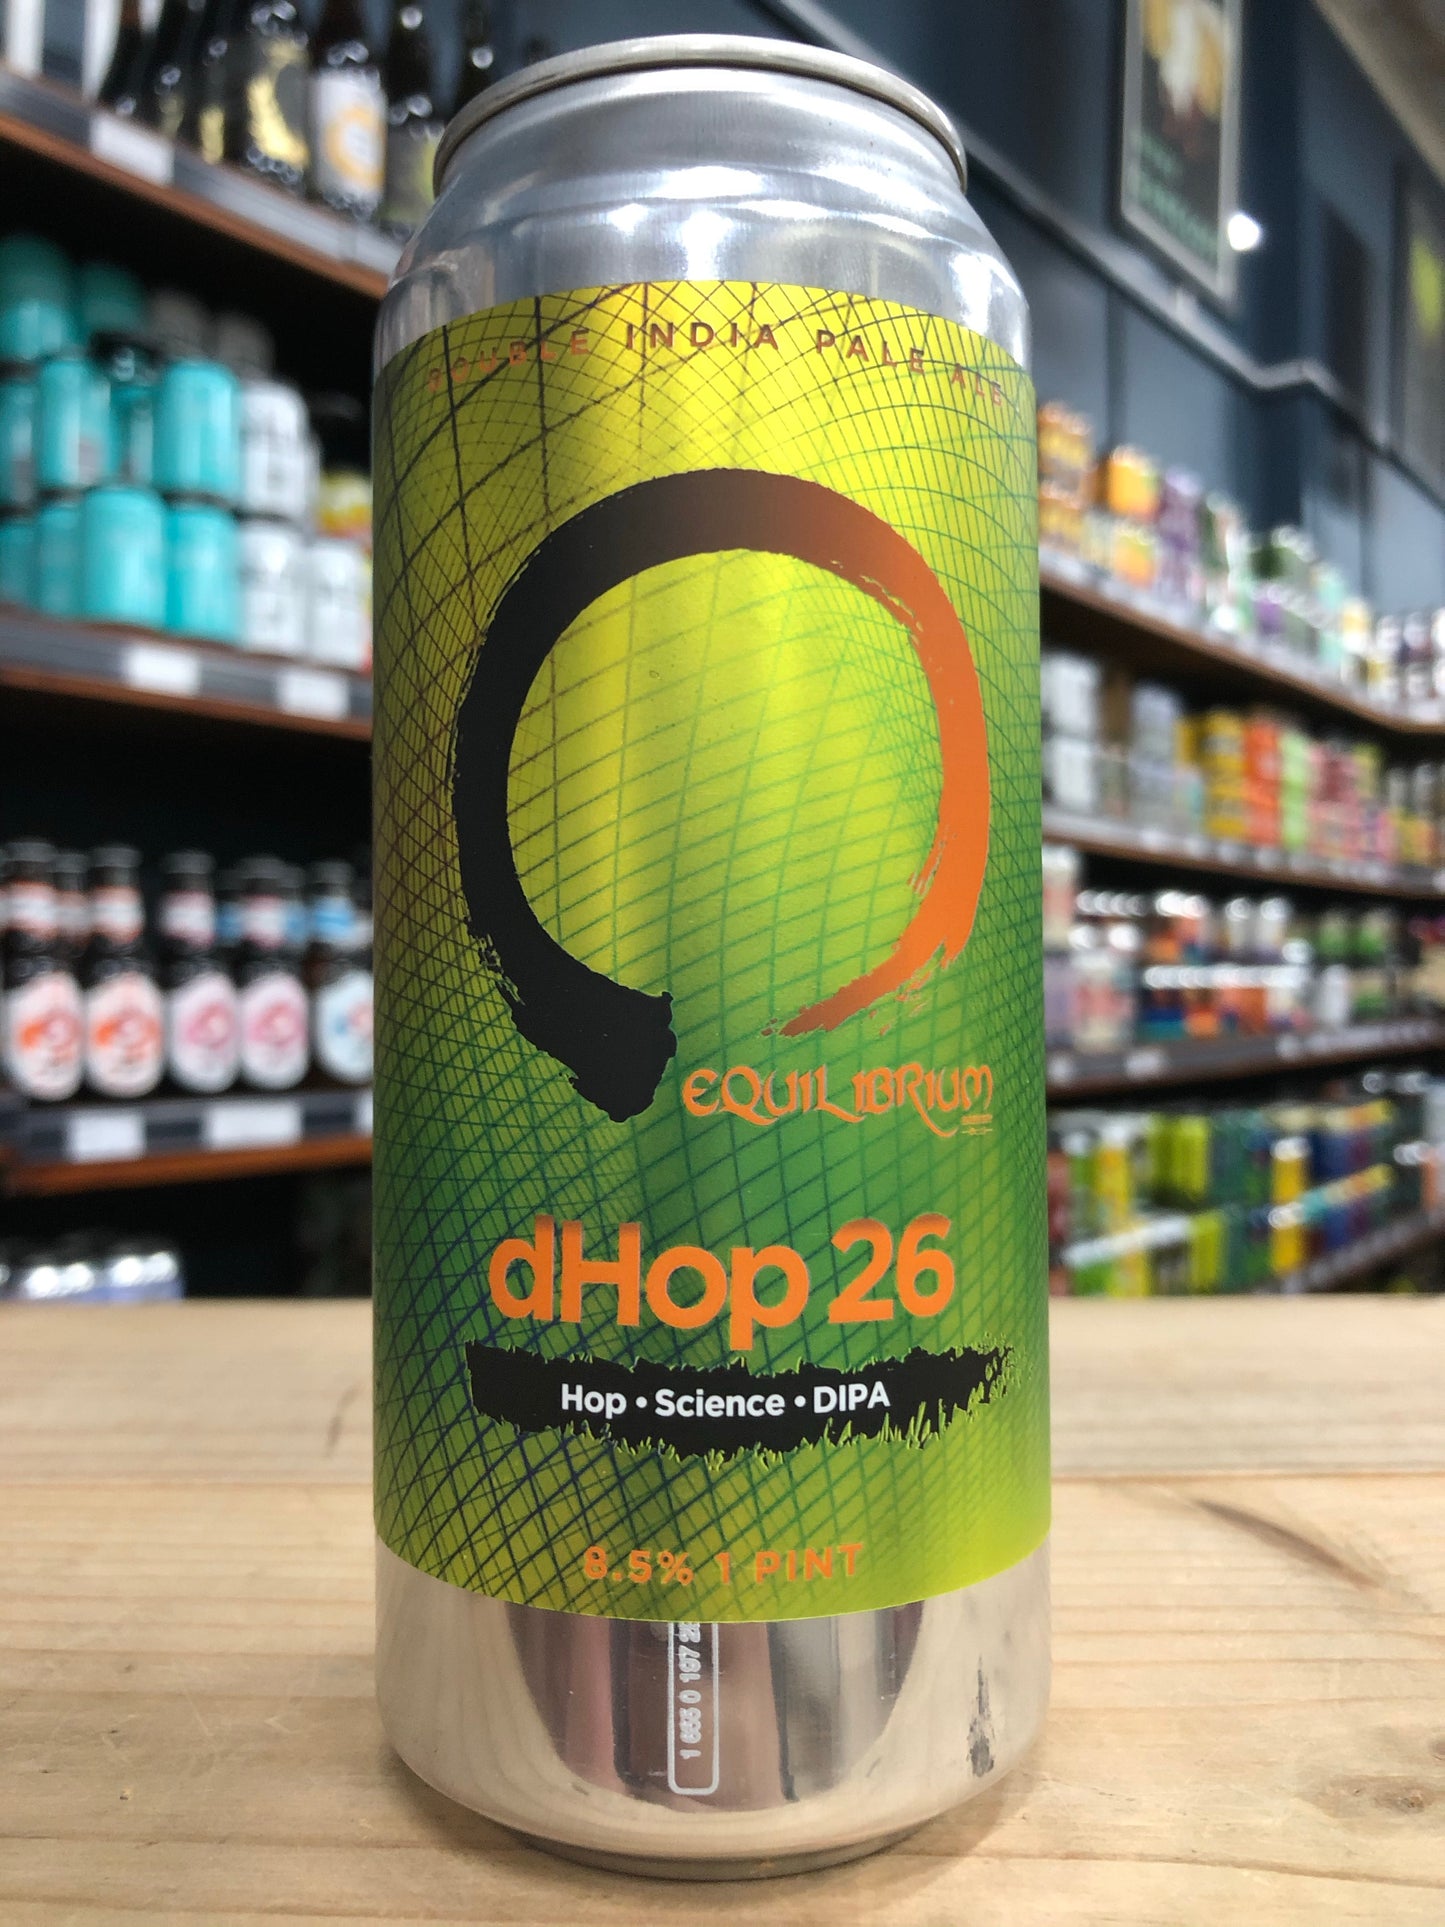 DOUBLE INDIA PALE ALE
EQUILIBRIUM
dHop 26
Hop • Science • DIPA
8.5% 1 PINT